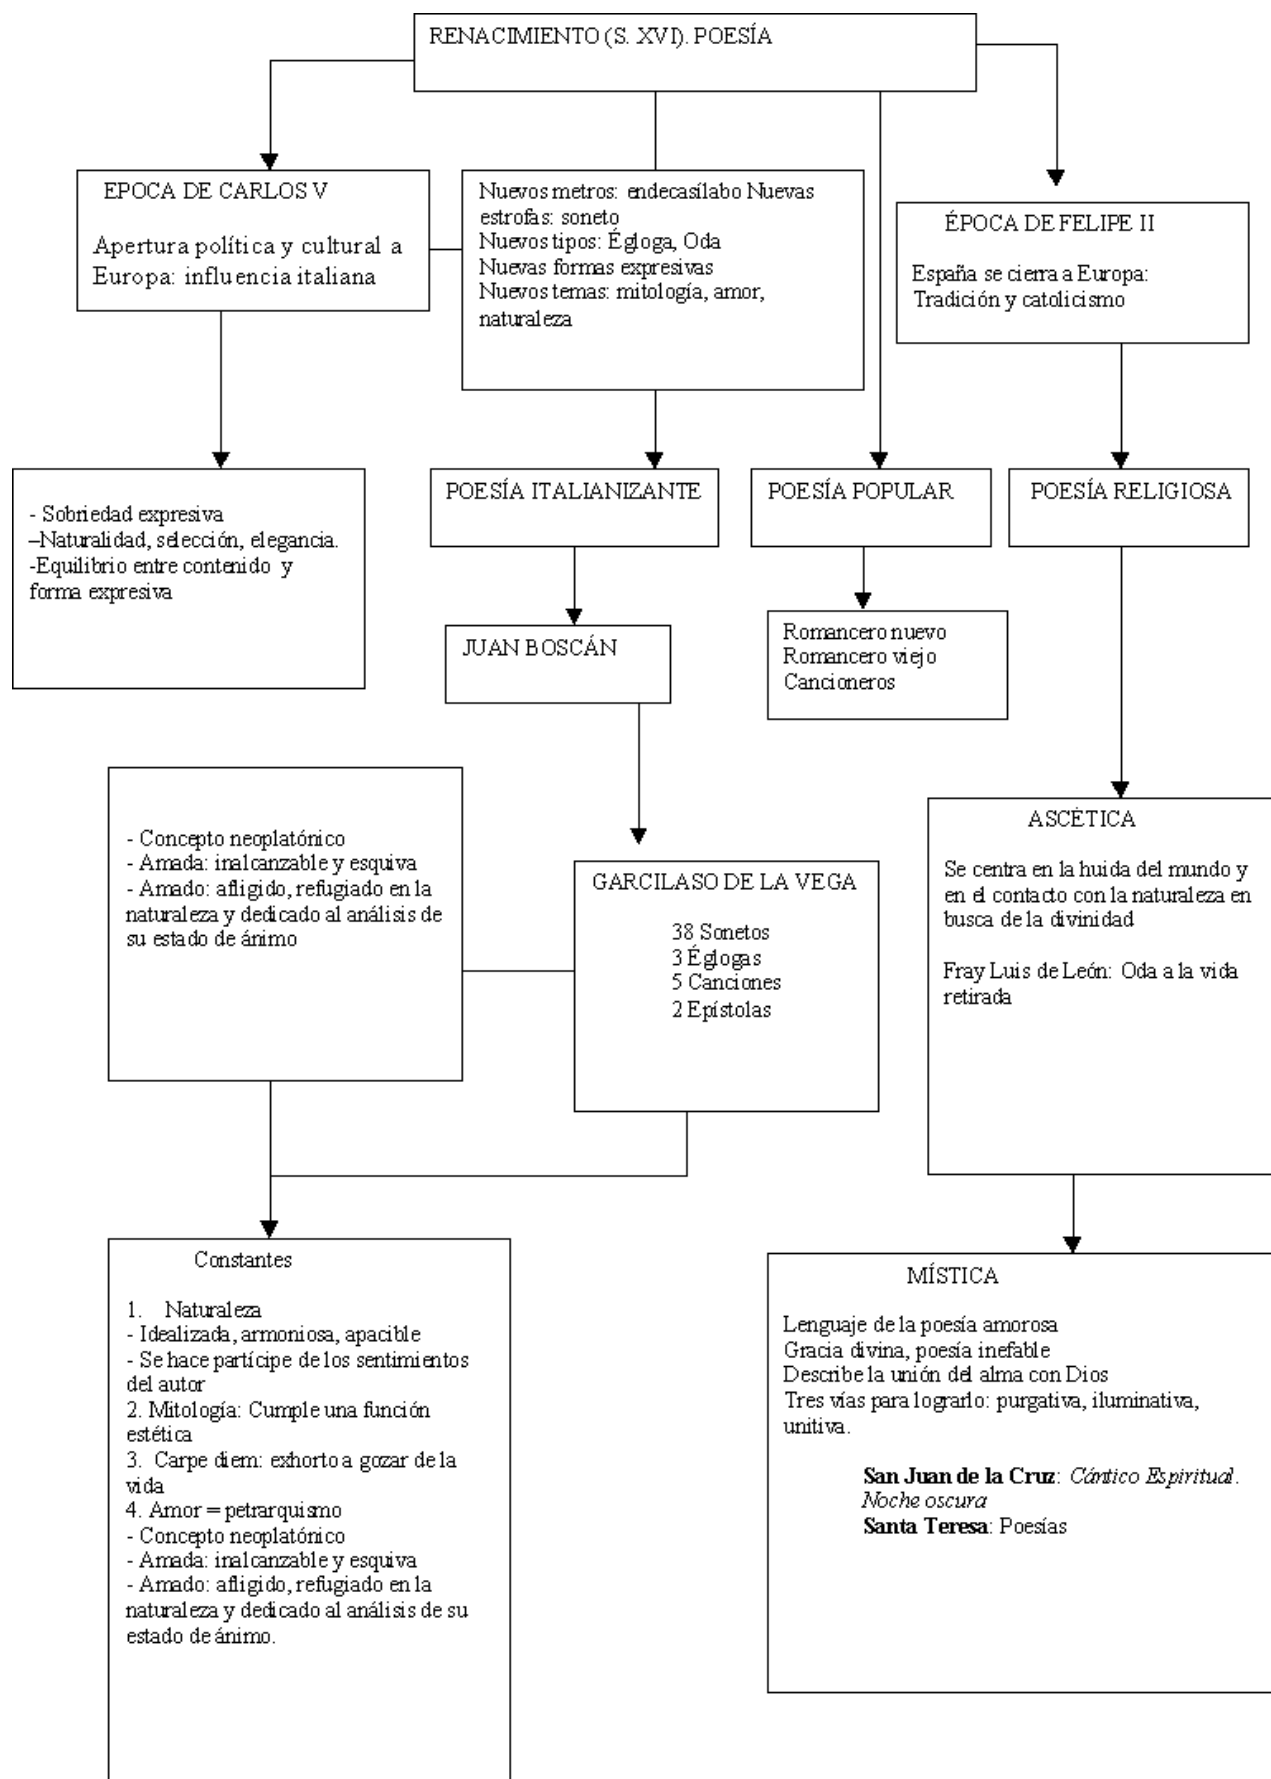 RENACIMIENTO (S. XVI). POESÍA
EPOCA DE CARLOS V
Apertura política y cultural a
Europa: influencia italiana
Nuevos metros: endecasílabo Nuevas
estrofas: soneto
Nuevos tipos: Égloga, Oda
Nuevas formas expresivas
Nuevos temas: mitología, amor,
naturaleza
ÉPOCA DE FELIPE II
España se cierra a Europa:
Tradición y catolicismo
- Sobriedad expresiva
–Naturalidad, selección, elegancia.
-Equilibrio entre contenido y
forma expresiva
POESÍA ITALIANIZANTE
POESÍA POPULAR
POESÍA RELIGIOSA
JUAN BOSCÁN
Romancero nuevo
Romancero viejo
Cancioneros
- Concepto neoplatónico
- Amada: inalcanzable y esquiva
- Amado: afligido, refugiado en la
naturaleza y dedicado al análisis de
su estado de ánimo
GARCILASO DE LA VEGA
38 Sonetos
3 Églogas
5 Canciones
2 Epístolas
ASCÉTICA
Se centra en la huida del mundo y
en el contacto con la naturaleza en
busca de la divinidad
Fray Luis de León: Oda a la vida
retirada
Constantes
1. Naturaleza
- Idealizada, armoniosa, apacible
- Se hace partícipe de los sentimientos
del autor
2. Mitología: Cumple una función
estética
3. Carpe diem: exhorto a gozar de la
vida
4. Amor = petrarquismo
- Concepto neoplatónico
- Amada: inalcanzable y esquiva
- Amado: afligido, refugiado en la
naturaleza y dedicado al análisis de su
estado de ánimo.
MÍSTICA
Lenguaje de la poesía amorosa
Gracia divina, poesía inefable
Describe la unión del alma con Dios
Tres vías para lograrlo: purgativa, iluminativa,
unitiva.
San Juan de la Cruz: Cántico Espiritual.
Noche oscura
Santa Teresa: Poesías